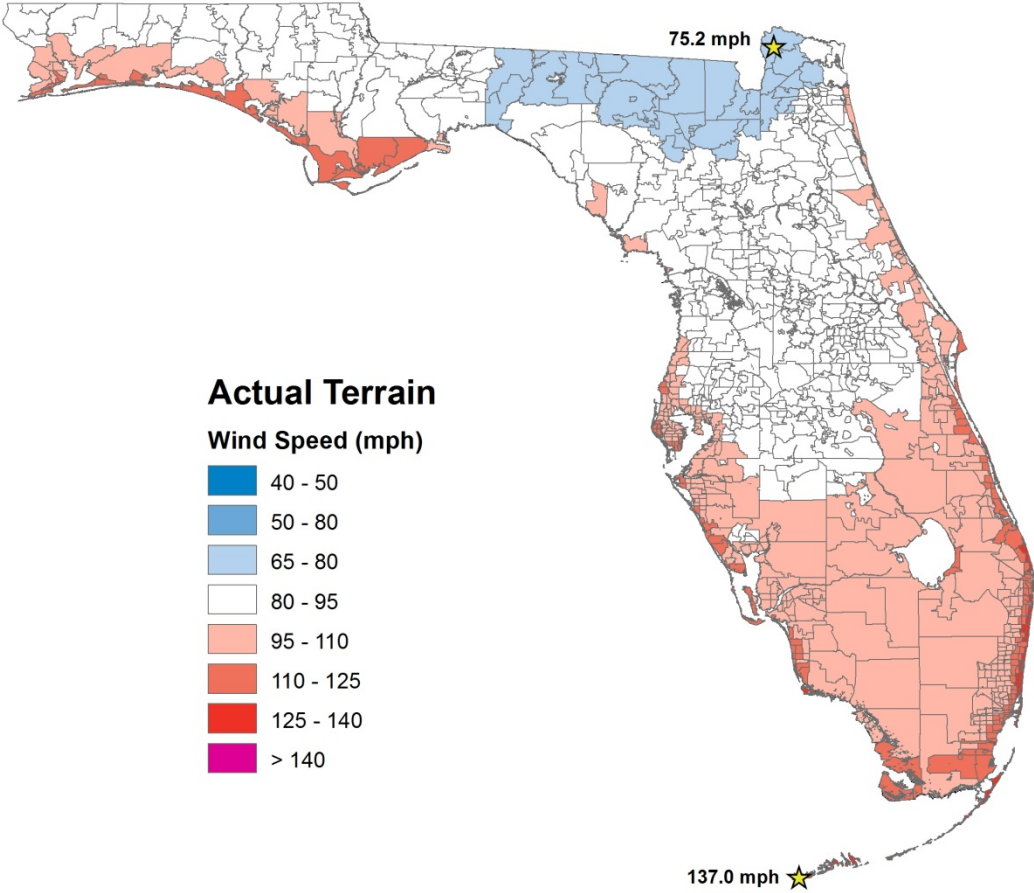 75.2 mph
Actual Terrain
Wind Speed (mph)
40 - 50
50 - 80
65 - 80
80 - 95
95 - 110
110 - 125
125 - 140
> 140
137.0 mph